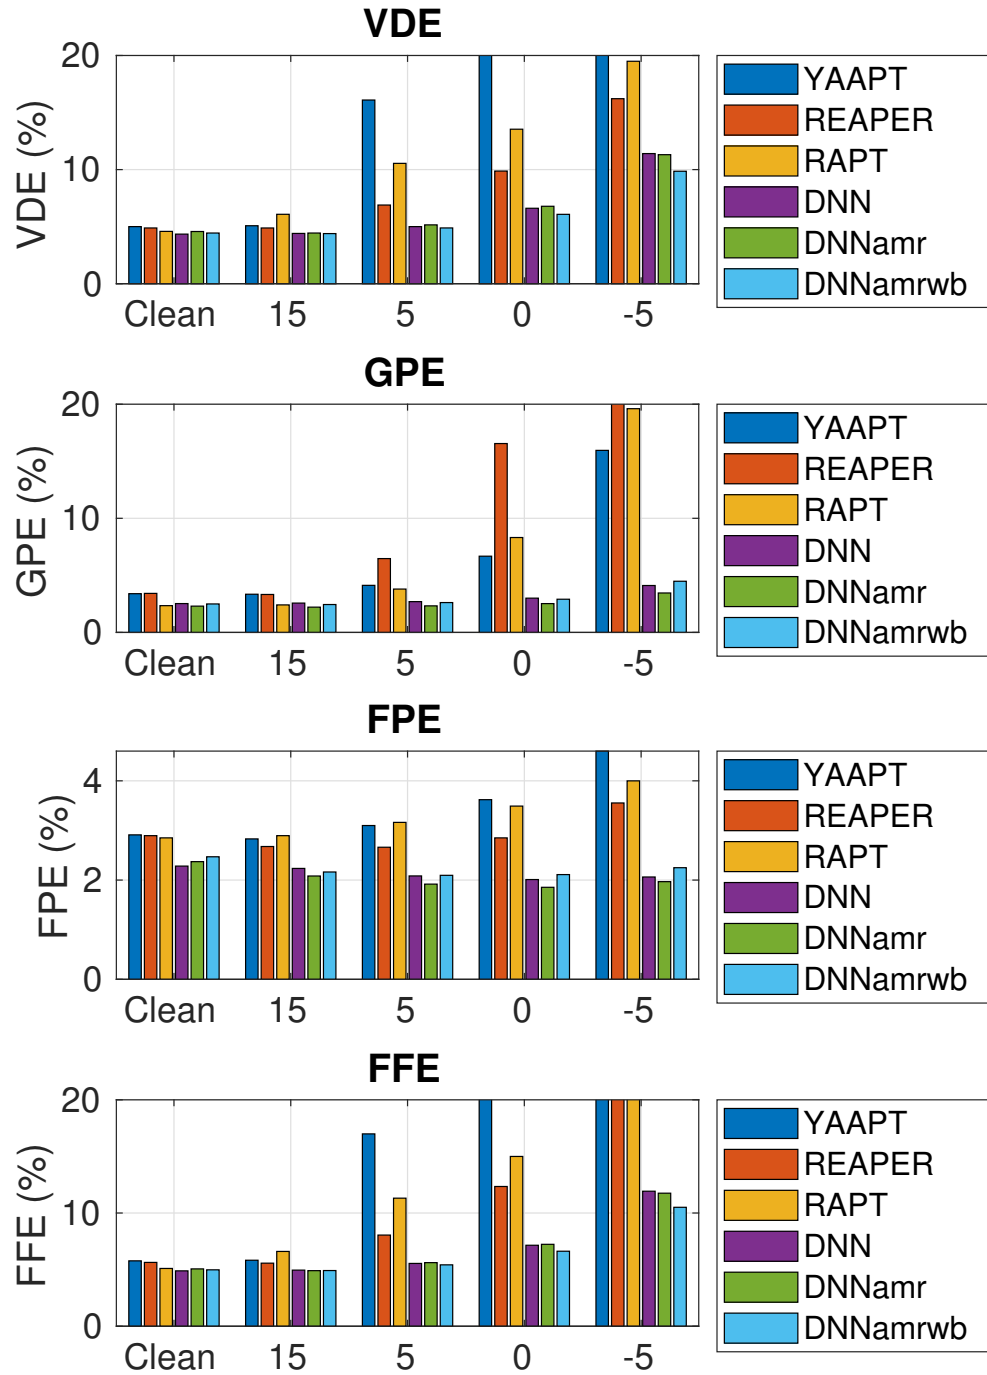 VDE
VDE (%)
20
10
0
Clean 15 5 0 -5
YAAPT
REAPER
RAPT
DNN
DNNamr
DNNamrwb
GPE
GPE (%)
20
10
0
Clean 15 5 0 -5
YAAPT
REAPER
RAPT
DNN
DNNamr
DNNamrwb
FPE
FPE (%)
4
2
0
Clean 15 5 0 -5
YAAPT
REAPER
RAPT
DNN
DNNamr
DNNamrwb
FFE
FFE (%)
20
10
0
Clean 15 5 0 -5
YAAPT
REAPER
RAPT
DNN
DNNamr
DNNamrwb